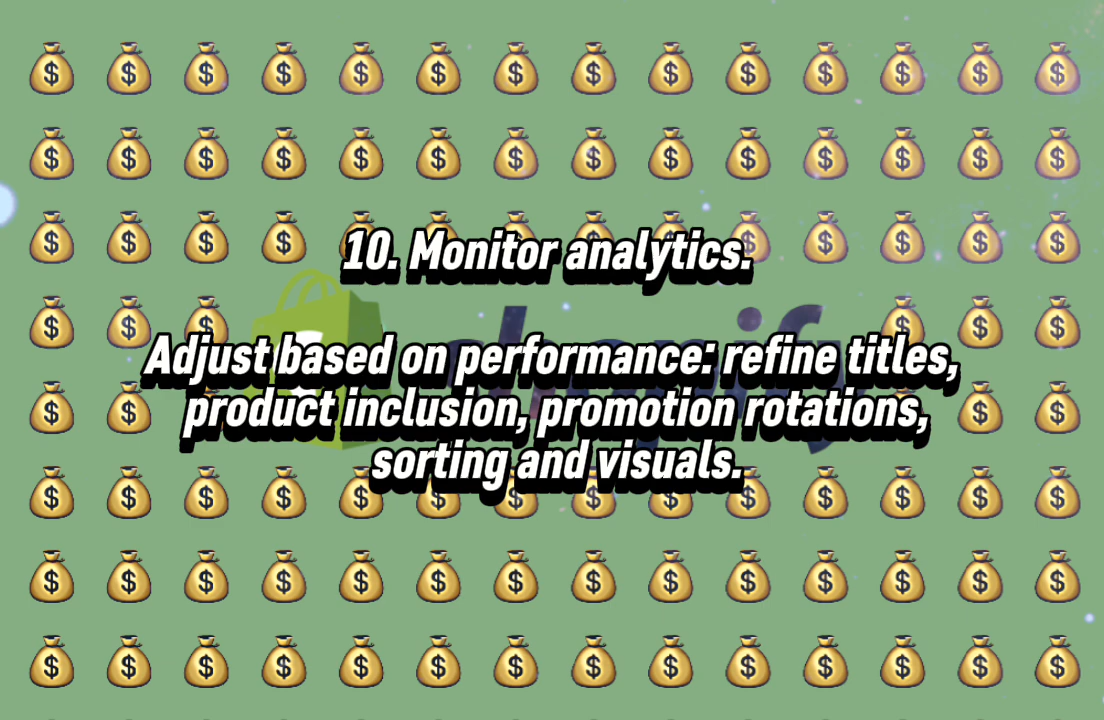 10. Monitor analytics.
Adjust based on performance: refine titles,
product inclusion, promotion rotations,
sorting and visuals.